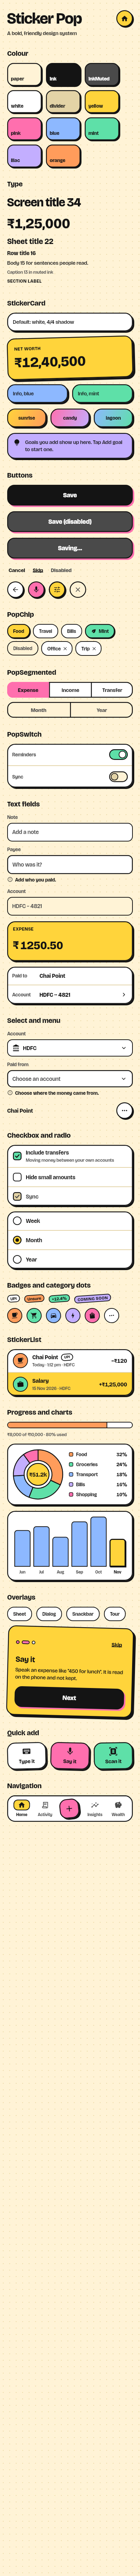 Sticker Pop
A bold, friendly design system
Colour
paper
ink
inkMuted
white
divider
yellow
pink
blue
mint
lilac
orange
Type
Screen title 34
₹1,25,000
Sheet title 22
Row title 16
Body 15 for sentences people read.
Caption 13 in muted ink
SECTION LABEL
StickerCard
Default: white, 4/4 shadow
NET WORTH
₹12,40,500
Info, blue
Info, mint
sunrise
candy
lagoon
Goals you add show up here. Tap Add goal
to start one.
Buttons
Save
Save (disabled)
Saving...
Cancel
Skip
Disabled
PopChip
Food
Travel
Bills
Mint
Disabled
Office
Trip
PopSegmented
Expense
Income
Transfer
Month
Year
PopSwitch
Reminders
Sync
Text fields
Note
Add a note
Payee
Who was it?
Add who you paid.
Account
HDFC - 4821
EXPENSE
₹1250.50
Paid to
Chai Point
Account
HDFC - 4821
Select and menu
Account
HDFC
Paid from
Choose an account
Choose where the money came from.
Chai Point
Checkbox and radio
Include transfers
Moving money between your own accounts
Hide small amounts
Sync
Week
Month
Year
Badges and category dots
UPI
Unsure
+12.4%
COMING SOON
StickerList
Chai Point
UPI
Today · 1:12 pm · HDFC
-₹120
Salary
15 Nov 2026 · HDFC
+₹1,25,000
Progress and charts
₹8,000 of ₹10,000 · 80% used
₹51.2k
Food
32%
Groceries
24%
Transport
18%
Bills
16%
Shopping
10%
Jun
Jul
Aug
Sep
Oct
Nov
Overlays
Sheet
Dialog
Snackbar
Tour
Skip
Say it
Speak an expense like "450 for lunch". It is read
on the phone and not kept.
Next
Quick add
Type it
Say it
Scan it
Navigation
Home
Activity
Insights
Wealth